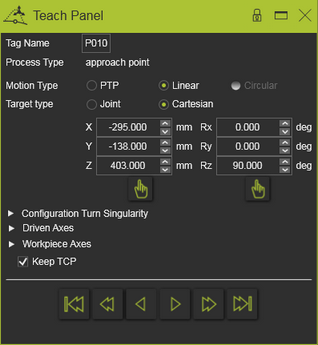 Teach Panel
Tag Name P010
Process Type approach point
Motion Type PTP Linear Circular
Target type Joint Cartesian
X -295.000 mm Rx 0.000 deg
Y -138.000 mm Ry 0.000 deg
Z 403.000 mm Rz 90.000 deg
Configuration Turn Singularity
Driven Axes
Workpiece Axes
Keep TCP